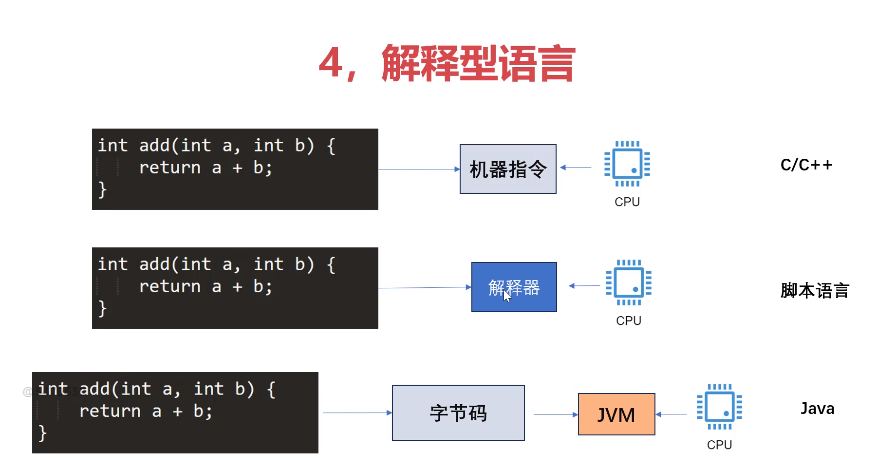 4，解释型语言
int add(int a, int b) {
    return a + b;
}
机器指令
CPU
C/C++
int add(int a, int b) {
    return a + b;
}
解释器
CPU
脚本语言
int add(int a, int b) {
    return a + b;
}
字节码
JVM
CPU
Java